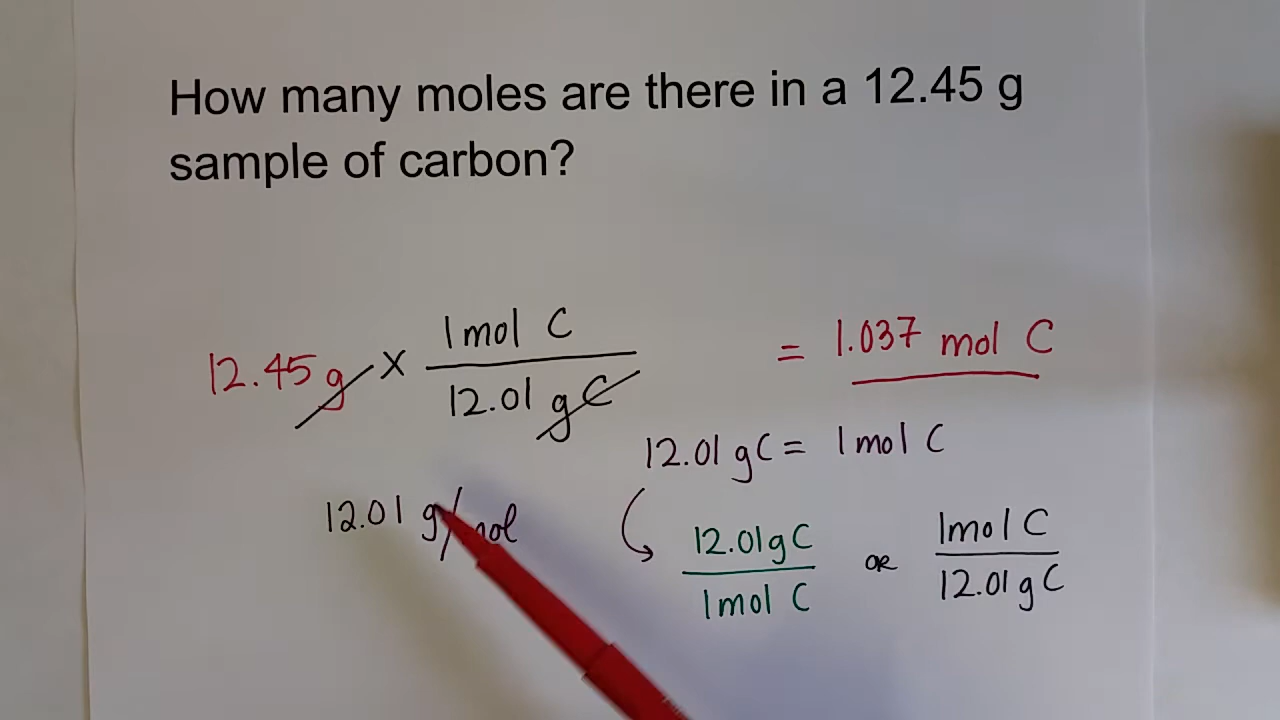 How many moles are there in a 12.45 g
sample of carbon?
12.45 g × 1 mol C / 12.01 g C = 1.037 mol C
12.01 g C = 1 mol C
12.01 g/mol
12.01 g C / 1 mol C OR 1 mol C / 12.01 g C